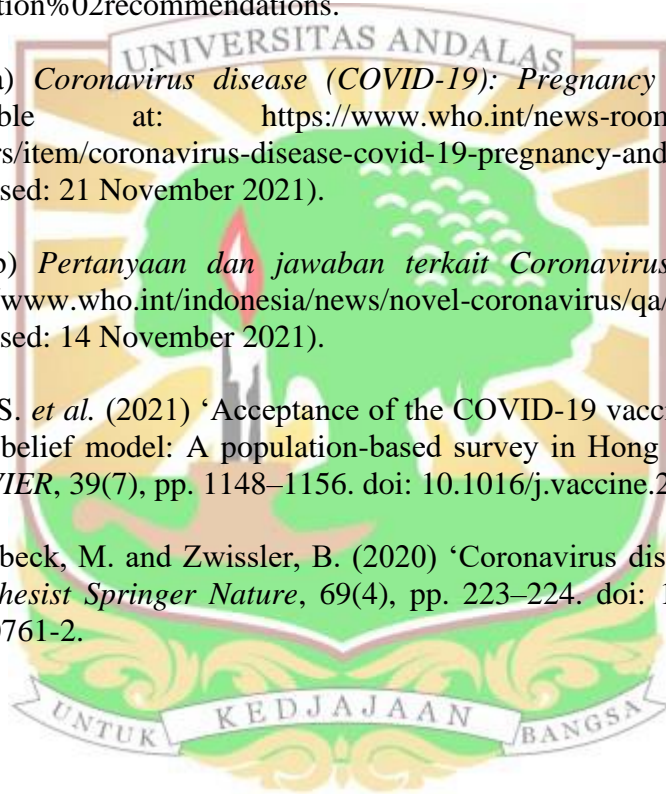 tion%02recommendations.
UNIVERSITAS ANDALAS
a) Coronavirus disease (COVID-19): Pregnancy
ble at: https://www.who.int/news-room
rs/item/coronavirus-disease-covid-19-pregnancy-and
sed: 21 November 2021).
b) Pertanyaan dan jawaban terkait Coronavirus
www.who.int/indonesia/news/novel-coronavirus/qa/
sed: 14 November 2021).
S. et al. (2021) ‘Acceptance of the COVID-19 vacci
belief model: A population-based survey in Hong
VIER, 39(7), pp. 1148–1156. doi: 10.1016/j.vaccine.2
beck, M. and Zwissler, B. (2020) ‘Coronavirus dis
hesist Springer Nature, 69(4), pp. 223–224. doi: 1
0761-2.
UNTUK KEDJAJAAN BANGSA